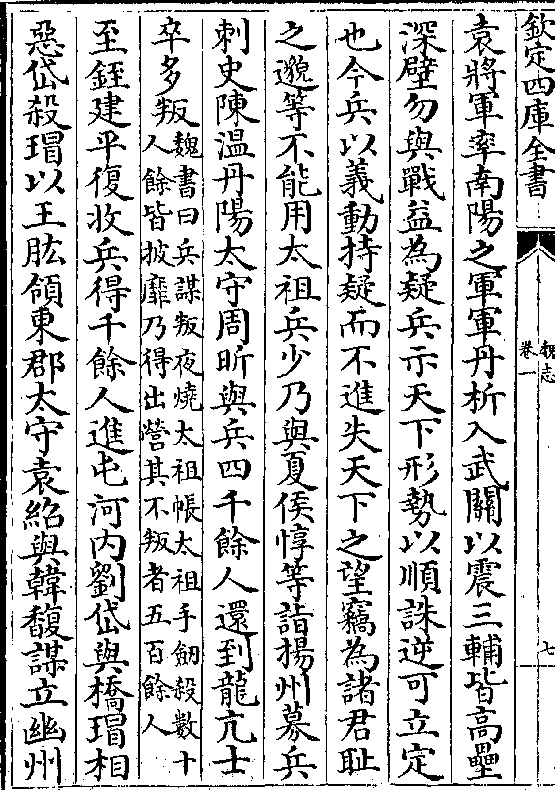 欽定四庫全書
魏志
卷一
七
袁將軍率南陽之軍軍丹析入武關以震三輔皆高壘
深壁勿與戰益為疑兵示天下形勢以順誅逆可立定
也今兵以義動持疑而不進失天下之望竊為諸君恥
之邈等不能用太祖兵少乃與夏侯惇等詣揚州募兵
刺史陳温丹陽太守周昕與兵四千餘人還到龍亢士
卒多叛
魏書曰兵謀叛夜燒太祖帳太祖手劒殺數十
人餘皆披靡乃得出營其不叛者五百餘人
至銍建平復收兵得千餘人進屯河内劉岱與橋瑁相
惡岱殺瑁以王肱領東郡太守袁紹與韓馥謀立幽州